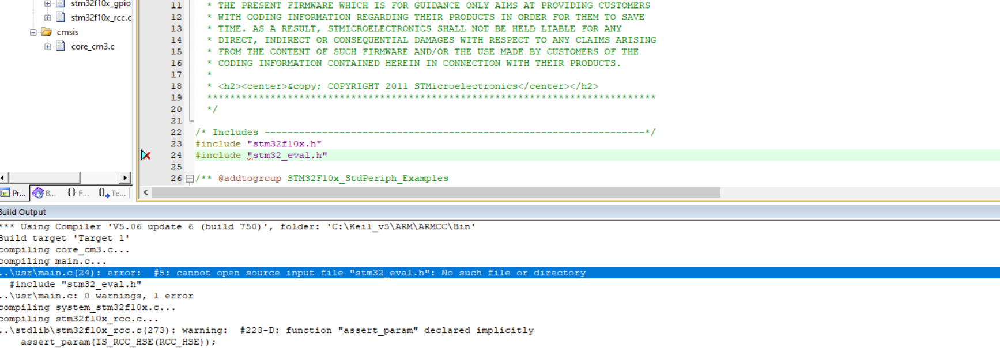 stm32f10x_gpio
stm32f10x_rcc.c
cmsis
core_cm3.c
Pr...
B...
{} F...
Te...
11 * THE PRESENT FIRMWARE WHICH IS FOR GUIDANCE ONLY AIMS AT PROVIDING CUSTOMERS
12 * WITH CODING INFORMATION REGARDING THEIR PRODUCTS IN ORDER FOR THEM TO SAVE
13 * TIME. AS A RESULT, STMICROELECTRONICS SHALL NOT BE HELD LIABLE FOR ANY
14 * DIRECT, INDIRECT OR CONSEQUENTIAL DAMAGES WITH RESPECT TO ANY CLAIMS ARISING
15 * FROM THE CONTENT OF SUCH FIRMWARE AND/OR THE USE MADE BY CUSTOMERS OF THE
16 * CODING INFORMATION CONTAINED HEREIN IN CONNECTION WITH THEIR PRODUCTS.
17 *
18 * <h2><center>&copy; COPYRIGHT 2011 STMicroelectronics</center></h2>
19 ******************************************************************************
20 */
21
22 /* Includes ------------------------------------------------------------------*/
23 #include "stm32f10x.h"
24 #include "stm32_eval.h"
25
26 /** @addtogroup STM32F10x_StdPeriph_Examples
Build Output
*** Using Compiler 'V5.06 update 6 (build 750)', folder: 'C:\Keil_v5\ARM\ARMCC\Bin'
Build target 'Target 1'
compiling core_cm3.c...
compiling main.c...
..\usr\main.c(24): error:  #5: cannot open source input file "stm32_eval.h": No such file or directory
#include "stm32_eval.h"
..\usr\main.c: 0 warnings, 1 error
compiling system_stm32f10x.c...
compiling stm32f10x_rcc.c...
..\stdlib\stm32f10x_rcc.c(273): warning:  #223-D: function "assert_param" declared implicitly
assert_param(IS_RCC_HSE(RCC_HSE));